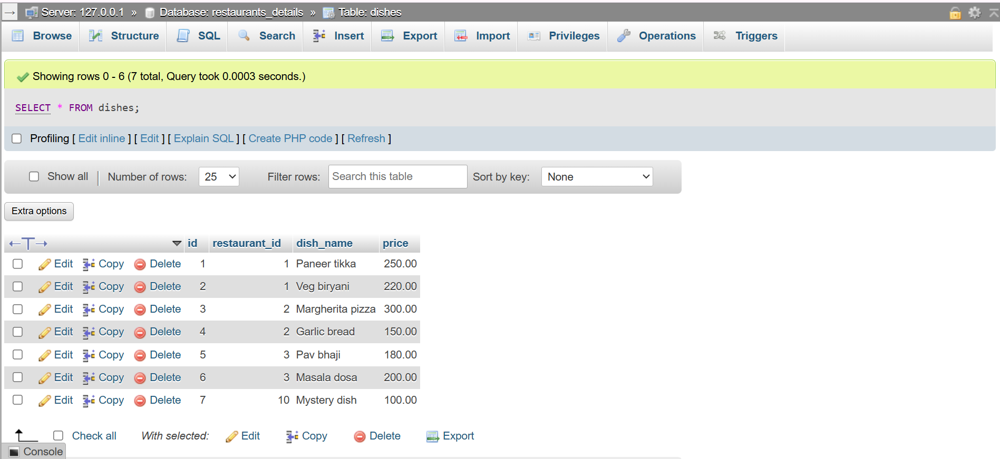 Server: 127.0.0.1 » Database: restaurants_details » Table: dishes
Browse Structure SQL Search Insert Export Import Privileges Operations Triggers
Showing rows 0 - 6 (7 total, Query took 0.0003 seconds.)
SELECT * FROM dishes;
Profiling [ Edit inline ] [ Edit ] [ Explain SQL ] [ Create PHP code ] [ Refresh ]
Show all | Number of rows: 25 Filter rows: Search this table Sort by key: None
Extra options
←T→ id restaurant_id dish_name price
Edit Copy Delete 1 1 Paneer tikka 250.00
Edit Copy Delete 2 1 Veg biryani 220.00
Edit Copy Delete 3 2 Margherita pizza 300.00
Edit Copy Delete 4 2 Garlic bread 150.00
Edit Copy Delete 5 3 Pav bhaji 180.00
Edit Copy Delete 6 3 Masala dosa 200.00
Edit Copy Delete 7 10 Mystery dish 100.00
Check all With selected: Edit Copy Delete Export
Console